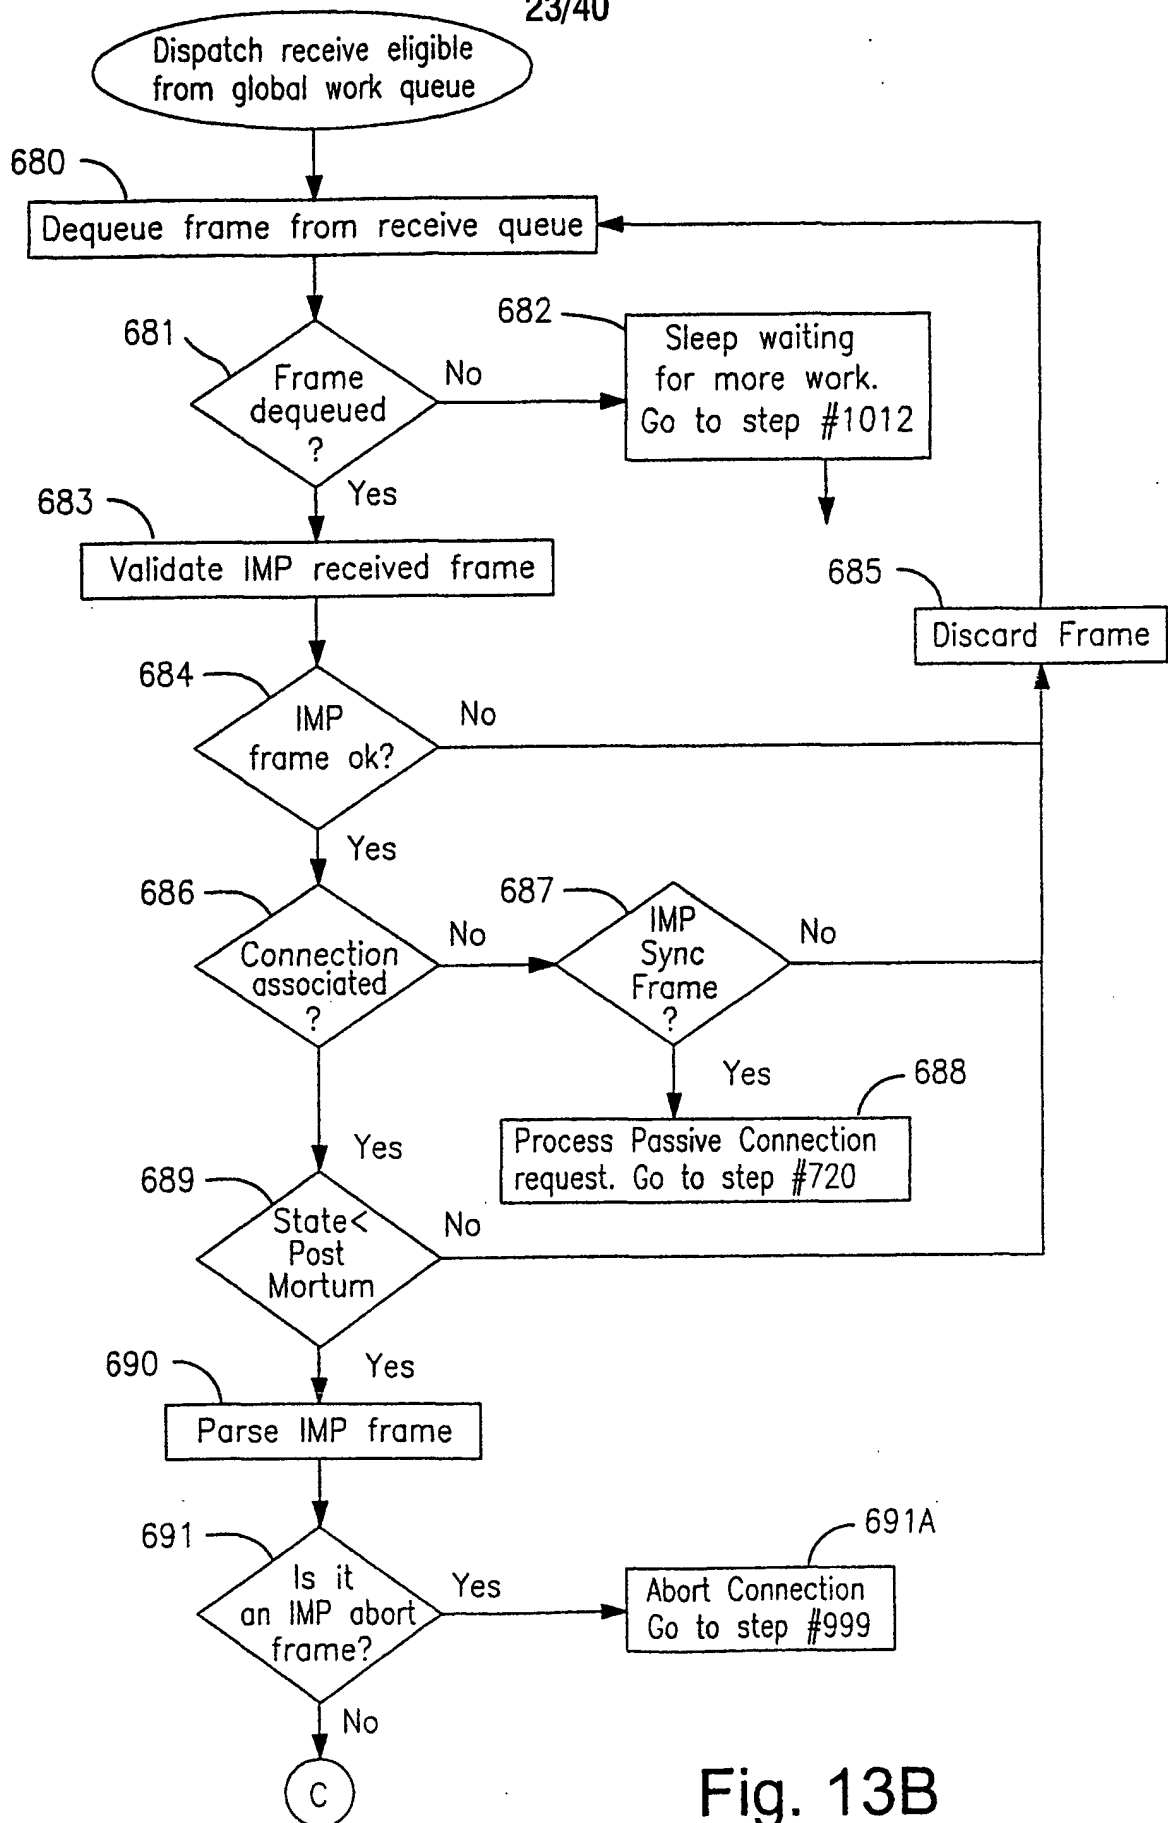 23/40
Dispatch receive eligible
from global work queue
680
Dequeue frame from receive queue
681
Frame
dequeued
?
No
682
Sleep waiting
for more work.
Go to step #1012
Yes
683
Validate IMP received frame
685
Discard Frame
684
IMP
frame ok?
No
Yes
686
Connection
associated
?
No
687
IMP
Sync
Frame
?
No
Yes
688
Process Passive Connection
request. Go to step #720
Yes
689
State<
Post
Mortum
No
Yes
690
Parse IMP frame
691
Is it
an IMP abort
frame?
Yes
691A
Abort Connection
Go to step #999
No
C
Fig. 13B